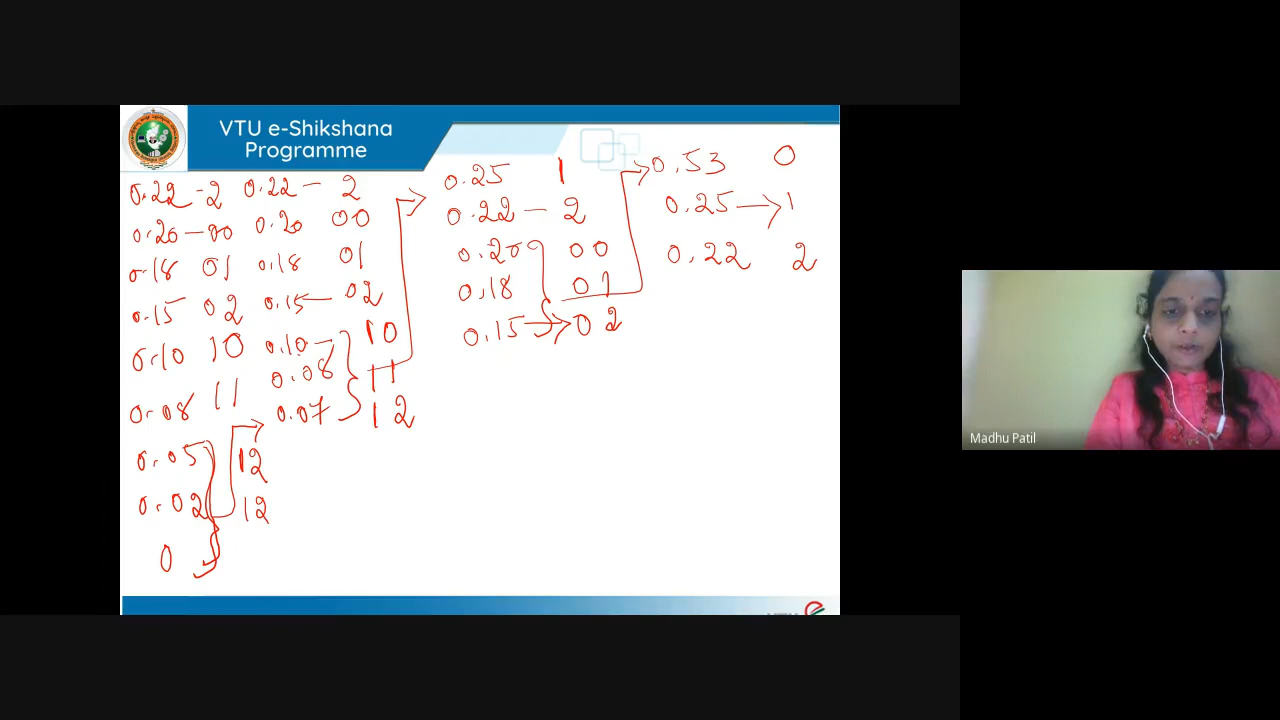 VTU e-Shikshana
Programme
0.22 - 2 0.22 - 2
0.20 - 00 0.20 00
0.18 01 0.18 01
0.15 02 0.15 02
0.10 10 0.10 10
0.08 11 0.08 11
0.07 12
0.05 12
0.02 12
0
0.25 1
0.22 - 2
0.20 00
0.18 01
0.15 → 02
0.53 0
0.25 → 1
0.22 2
Madhu Patil